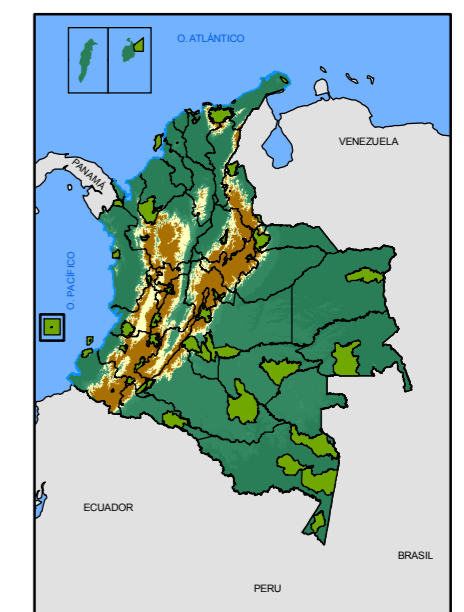 O. ATLÁNTICO
VENEZUELA
PANAMÁ
O. PACÍFICO
ECUADOR
BRASIL
PERU